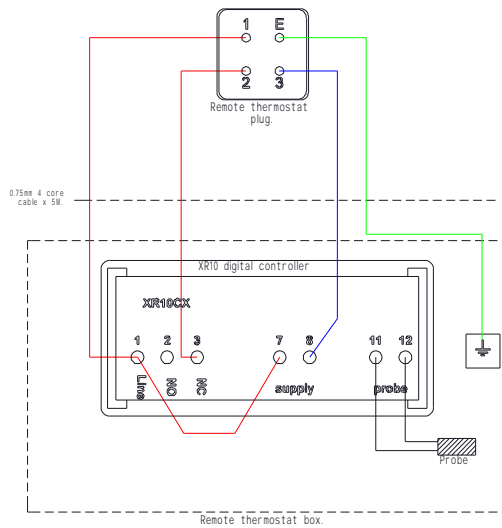 1 E
2 3
Remote thermostat
plug.
0.75mm 4 core
cable x 5M.
XR10 digital controller
XR10CX
1 2 3 7 8 11 12
Line NO NC supply probe
Probe
Remote thermostat box.